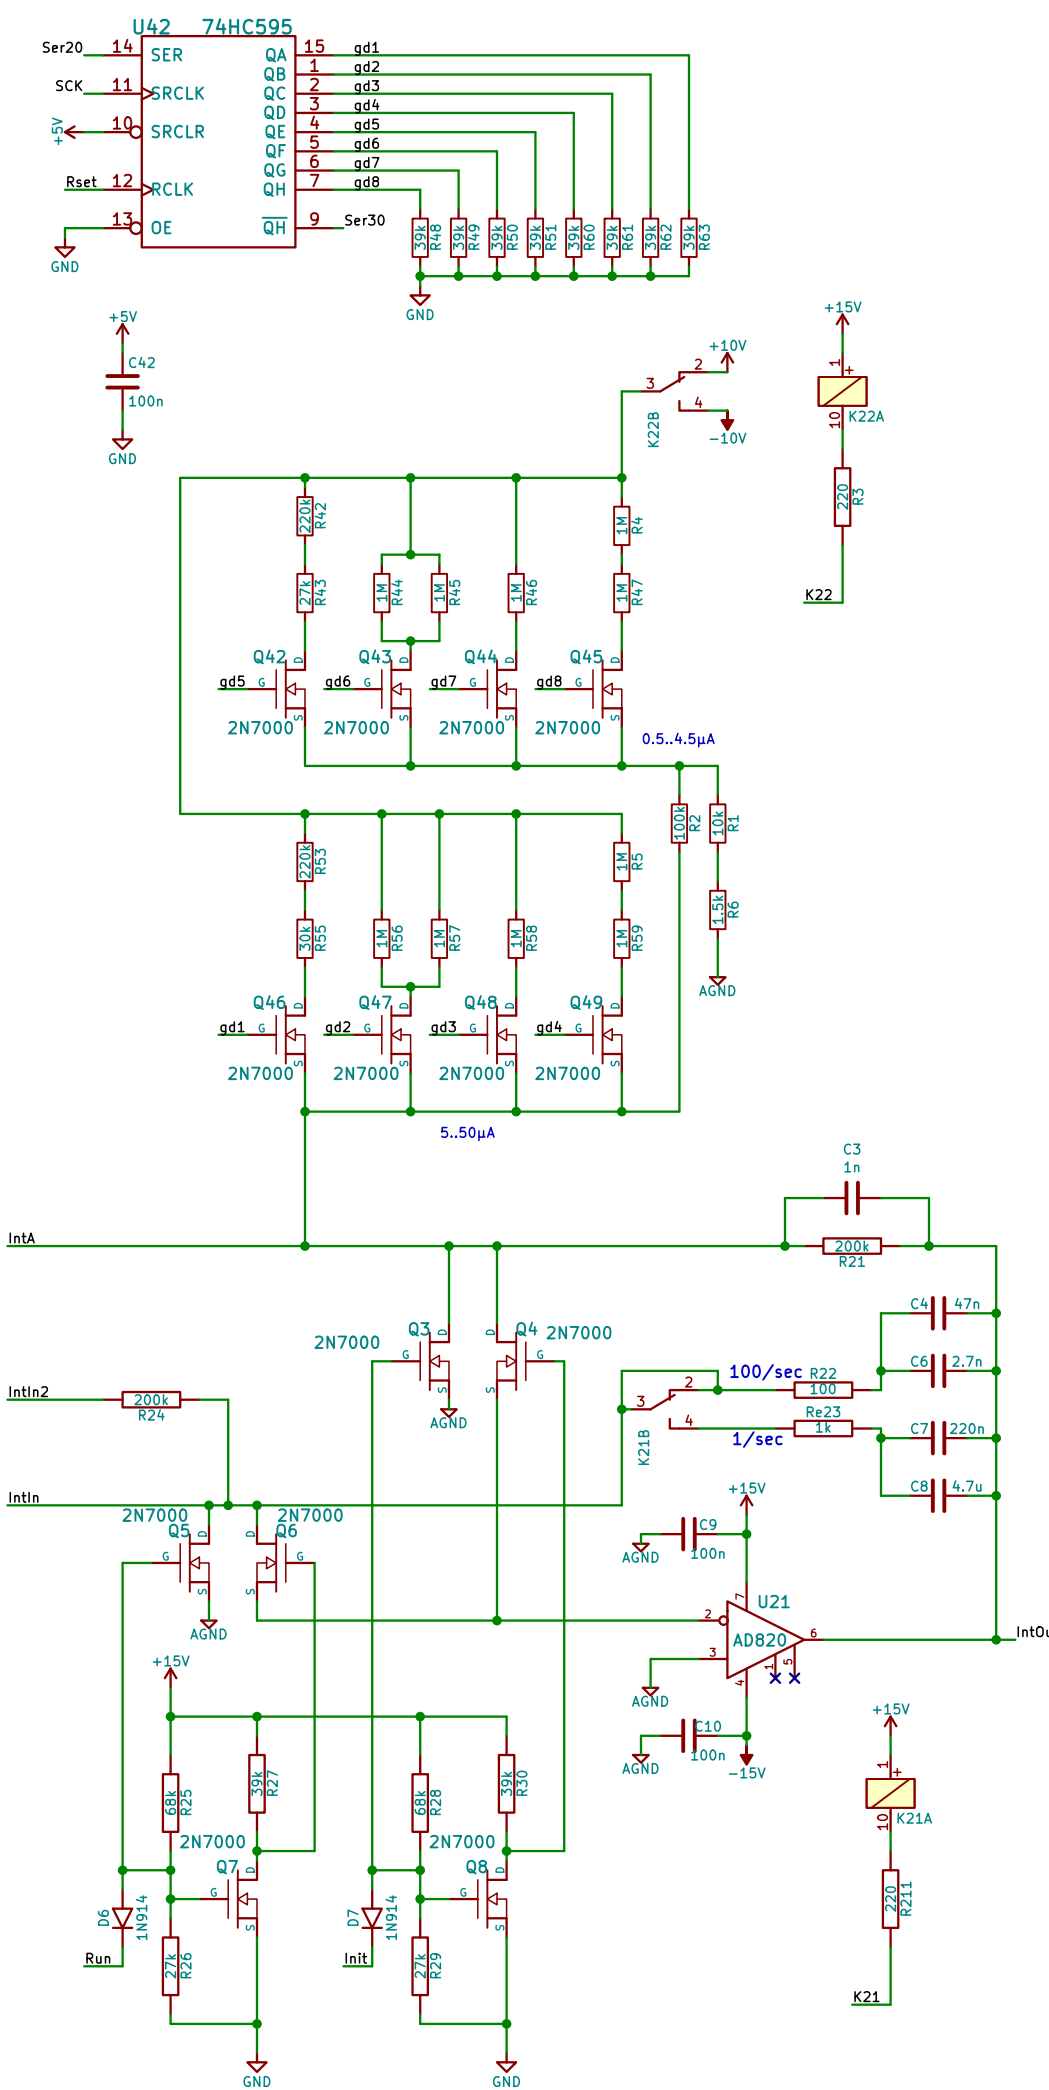 U42 74HC595
Ser20 14 SER QA 15 gd1
QB 1 gd2
SCK 11 SRCLK QC 2 gd3
QD 3 gd4
+5V 10 SRCLR QE 4 gd5
QF 5 gd6
QG 6 gd7
Rset 12 RCLK QH 7 gd8
13 OE QH 9 Ser30
GND
39k R48 39k R49 39k R50 39k R51 39k R60 39k R61 39k R62 39k R63
GND
+5V
C42
100n
GND
+10V
2
3
4
K22B
-10V
+15V
1
+
10 K22A
220 R3
K22
220k R42
1M R4
27k R43 1M R44 1M R45 1M R46 1M R47
Q42 D Q43 D Q44 D Q45 D
gd5 G gd6 G gd7 G gd8 G
S S S S
2N7000 2N7000 2N7000 2N7000
0.5..4.5µA
100k R2 10k R1
220k R53 1M R5
1.5k R6
30k R55 1M R56 1M R57 1M R58 1M R59
AGND
Q46 D Q47 D Q48 D Q49 D
gd1 G gd2 G gd3 G gd4 G
S S S S
2N7000 2N7000 2N7000 2N7000
5..50µA
C3
1n
IntA
200k
R21
C4 47n
Q3 D D Q4
2N7000 2N7000
G S S G
AGND
C6 2.7n
100/sec R22
100
IntIn2 200k
R24
2
3
4
K21B
Re23
1k
1/sec
C7 220n
C8 4.7u
IntIn
2N7000 2N7000
Q5 D D Q6
G S S G
AGND
+15V
C9
100n
AGND
7
U21
2
AD820
3
6 IntOu
1 5
4
AGND
C10
100n
AGND
-15V
+15V
68k R25 39k R27 68k R28 39k R30
2N7000 2N7000
Q7 D Q8 D
G S G S
D6 1N914 D7 1N914
Run 27k R26 Init 27k R29
GND GND
+15V
1
+
10 K21A
220 R211
K21